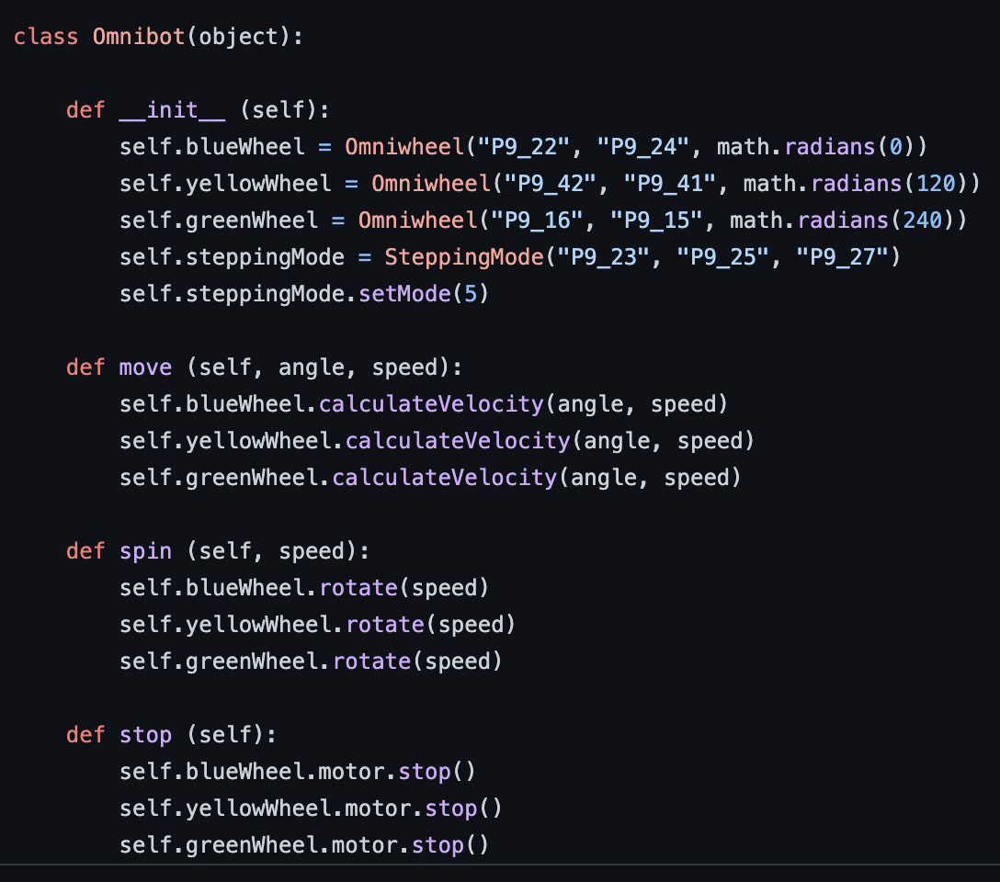 class Omnibot(object):
    def __init__ (self):
        self.blueWheel = Omniwheel("P9_22", "P9_24", math.radians(0))
        self.yellowWheel = Omniwheel("P9_42", "P9_41", math.radians(120))
        self.greenWheel = Omniwheel("P9_16", "P9_15", math.radians(240))
        self.steppingMode = SteppingMode("P9_23", "P9_25", "P9_27")
        self.steppingMode.setMode(5)
    def move (self, angle, speed):
        self.blueWheel.calculateVelocity(angle, speed)
        self.yellowWheel.calculateVelocity(angle, speed)
        self.greenWheel.calculateVelocity(angle, speed)
    def spin (self, speed):
        self.blueWheel.rotate(speed)
        self.yellowWheel.rotate(speed)
        self.greenWheel.rotate(speed)
    def stop (self):
        self.blueWheel.motor.stop()
        self.yellowWheel.motor.stop()
        self.greenWheel.motor.stop()